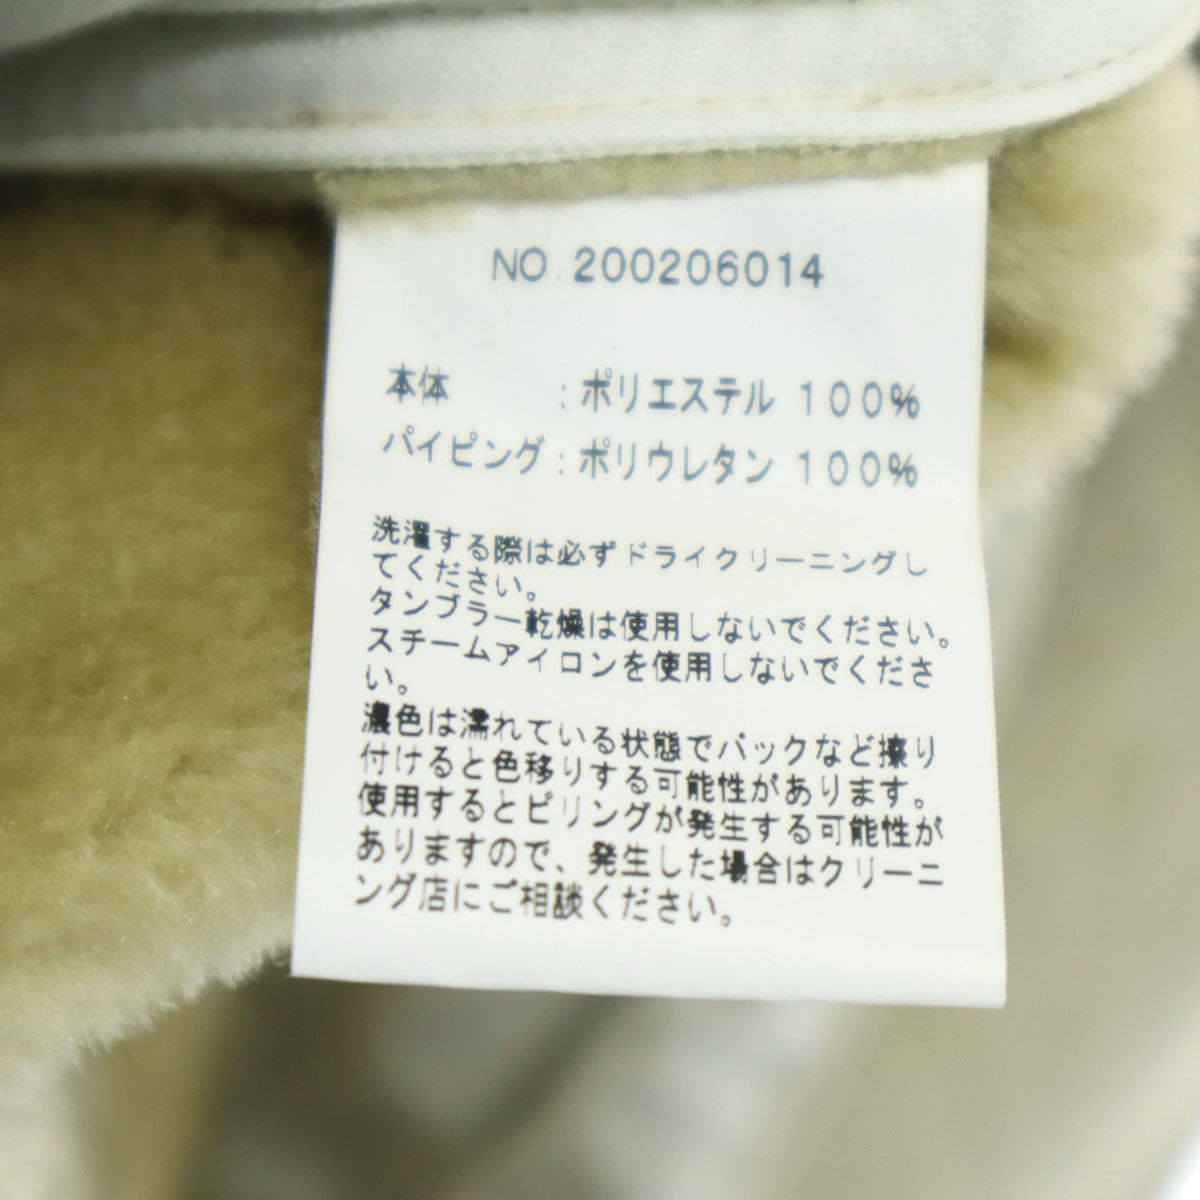 NO.200206014
本体　　　：ポリエステル 100%
パイピング：ポリウレタン 100%
洗濯する際は必ずドライクリーニングし
てください。
タンブラー乾燥は使用しないでください。
スチームアイロンを使用しないでくださ
い。
濃色は濡れている状態でバックなど擦り
付けると色移りする可能性があります。
使用するとピリングが発生する可能性が
ありますので、発生した場合はクリーニ
ング店にご相談ください。